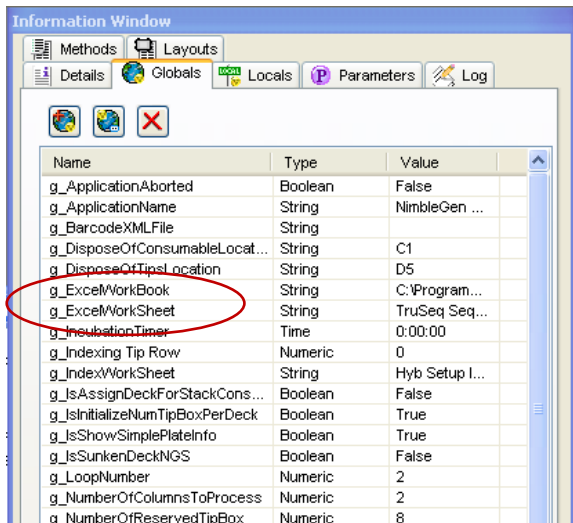 Information Window
Methods Layouts
Details Globals LOCAL Locals P Parameters Log
Name Type Value
g_ApplicationAborted Boolean False
g_ApplicationName String NimbleGen ...
g_BarcodeXMLFile String
g_DisposeOfConsumableLocat... String C1
g_DisposeOfTipsLocation String D5
g_ExcelWorkBook String C:\Program...
g_ExcelWorkSheet String TruSeq Seq...
g_IncubationTimer Time 0:00:00
g_Indexing Tip Row Numeric 0
g_IndexWorkSheet String Hyb Setup I...
g_IsAssignDeckForStackCons... Boolean False
g_IsInitializeNumTipBoxPerDeck Boolean True
g_IsShowSimplePlateInfo Boolean True
g_IsSunkenDeckNGS Boolean False
g_LoopNumber Numeric 2
g_NumberOfColumnsToProcess Numeric 2
g_NumberOfReservedTipBox Numeric 8